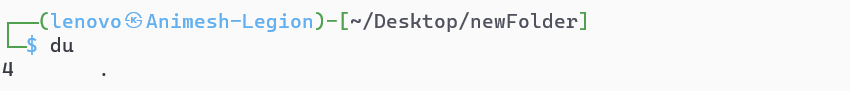 ┌──(lenovo㉿Animesh-Legion)-[~/Desktop/newFolder]
└─$ du
4	.